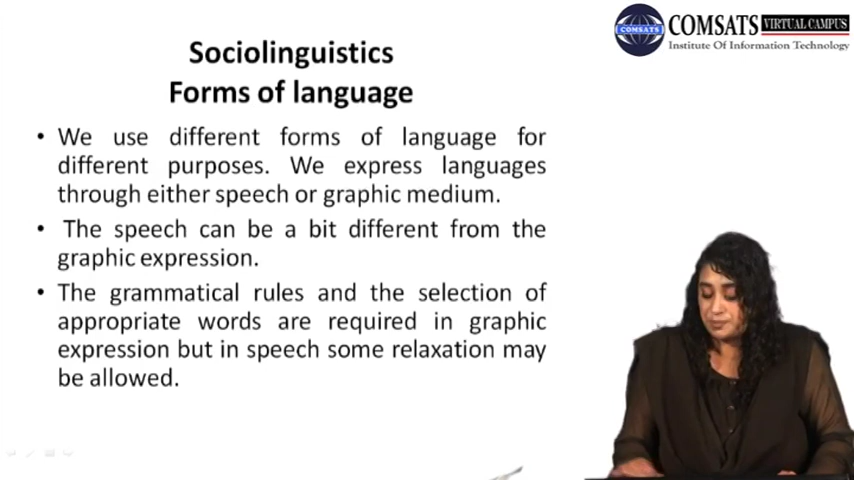 COMSATS VIRTUAL CAMPUS
COMSATS
Institute Of Information Technology
Sociolinguistics
Forms of language
• We use different forms of language for
different purposes. We express languages
through either speech or graphic medium.
• The speech can be a bit different from the
graphic expression.
• The grammatical rules and the selection of
appropriate words are required in graphic
expression but in speech some relaxation may
be allowed.